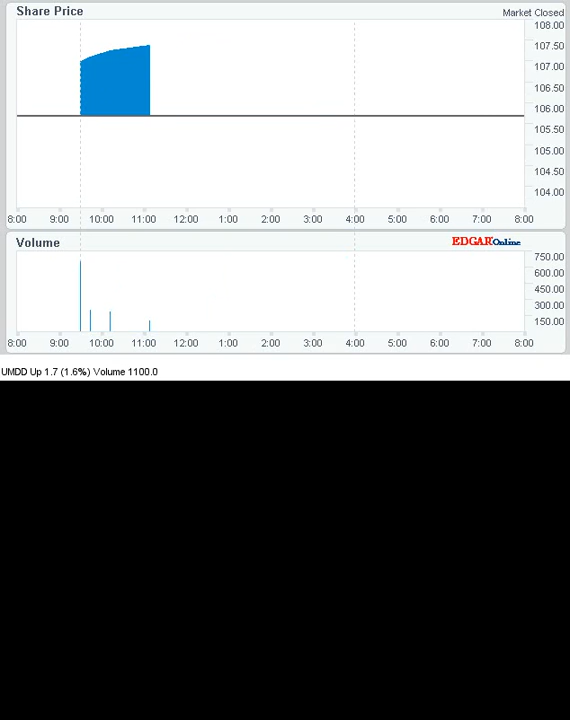 Share Price
Market Closed
108.00
107.50
107.00
106.50
106.00
105.50
105.00
104.50
104.00
8:00 9:00 10:00 11:00 12:00 1:00 2:00 3:00 4:00 5:00 6:00 7:00 8:00
Volume
EDGAROnline
750.00
600.00
450.00
300.00
150.00
8:00 9:00 10:00 11:00 12:00 1:00 2:00 3:00 4:00 5:00 6:00 7:00 8:00
UMDD Up 1.7 (1.6%) Volume 1100.0